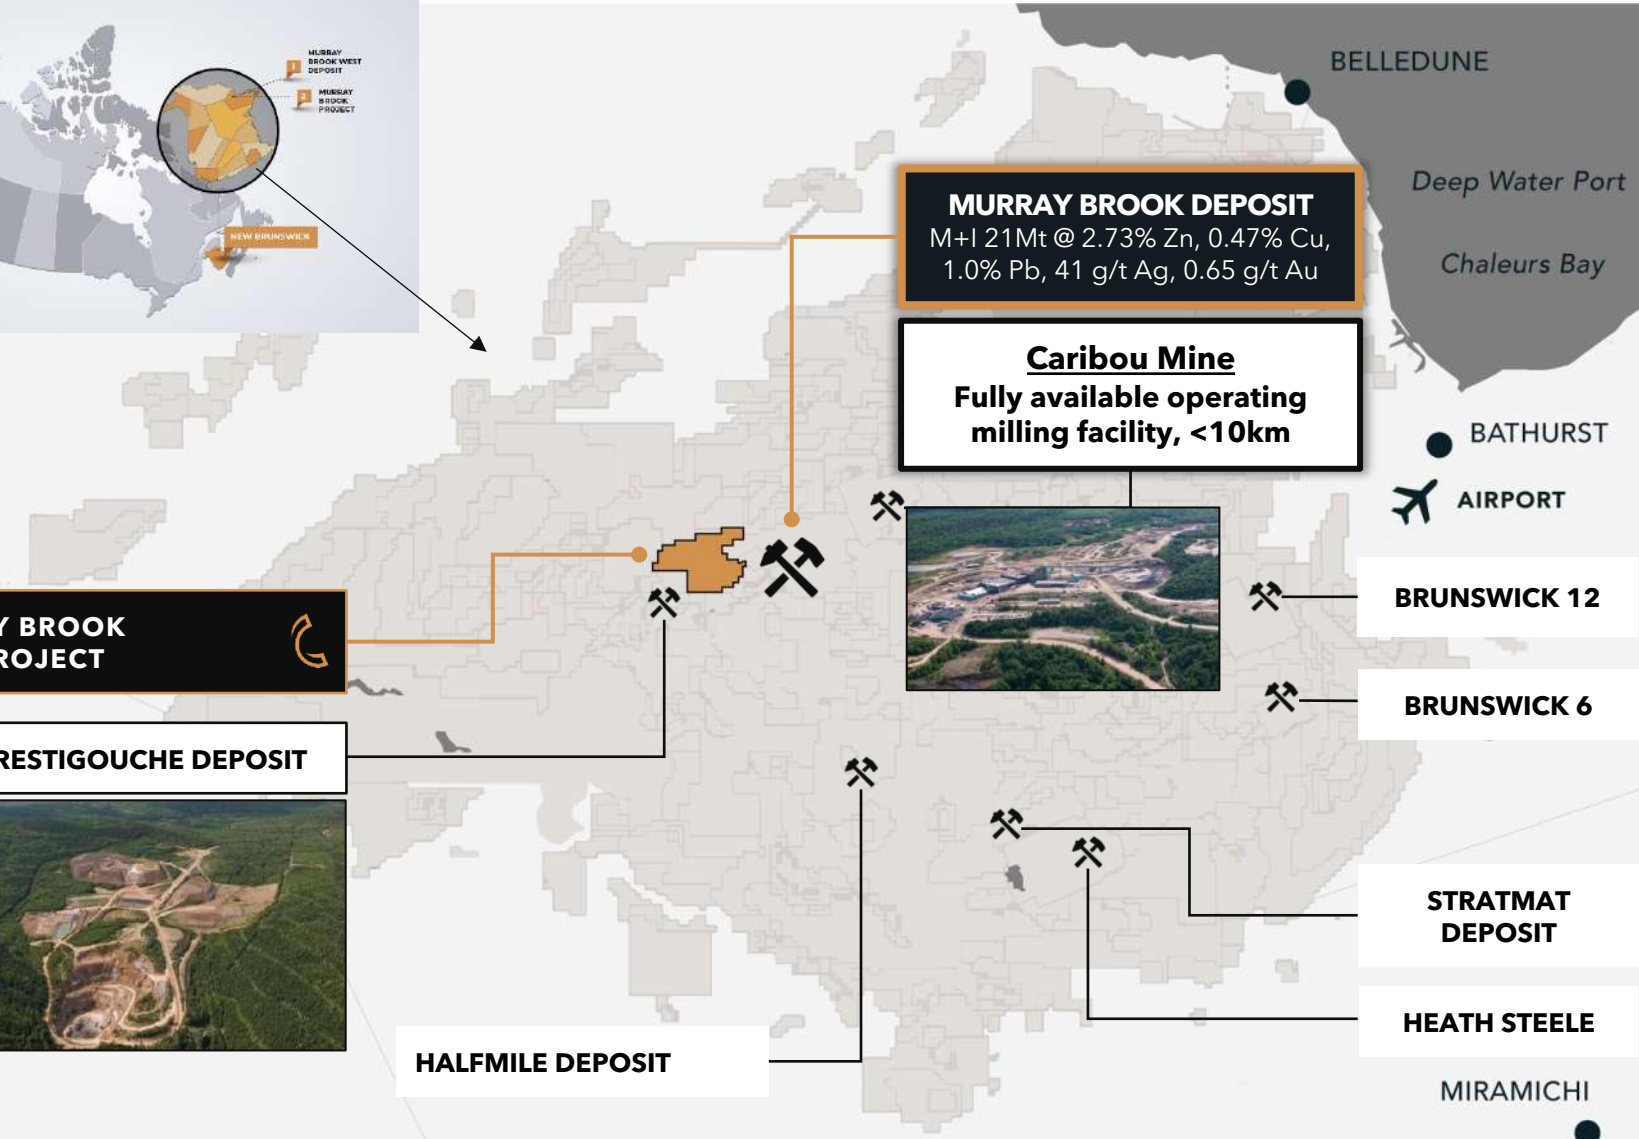 MURRAY
BROOK WEST
DEPOSIT
1
2
MURRAY
BROOK
PROJECT
NEW BRUNSWICK
BELLEDUNE
Deep Water Port
Chaleurs Bay
MURRAY BROOK DEPOSIT
M+I 21Mt @ 2.73% Zn, 0.47% Cu,
1.0% Pb, 41 g/t Ag, 0.65 g/t Au
Caribou Mine
Fully available operating
milling facility, <10km
BATHURST
AIRPORT
BRUNSWICK 12
Y BROOK
ROJECT
BRUNSWICK 6
RESTIGOUCHE DEPOSIT
STRATMAT
DEPOSIT
HEATH STEELE
HALFMILE DEPOSIT
MIRAMICHI